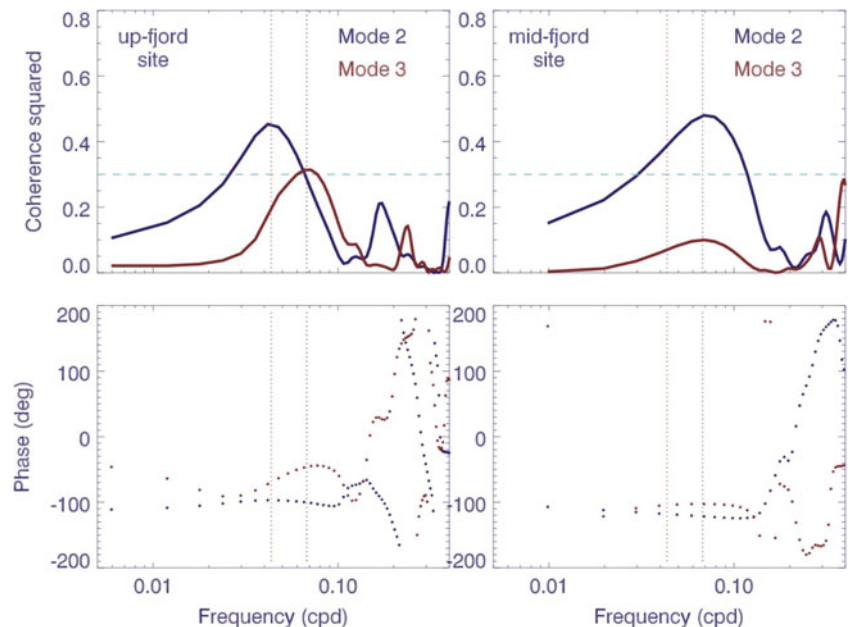 0.8
0.6
0.4
0.2
0.0
Coherence squared
up-fjord
site
Mode 2
Mode 3
0.8
0.6
0.4
0.2
0.0
mid-fjord
site
Mode 2
Mode 3
200
100
0
-100
-200
Phase (deg)
0.01
0.10
Frequency (cpd)
200
100
0
-100
-200
0.01
0.10
Frequency (cpd)